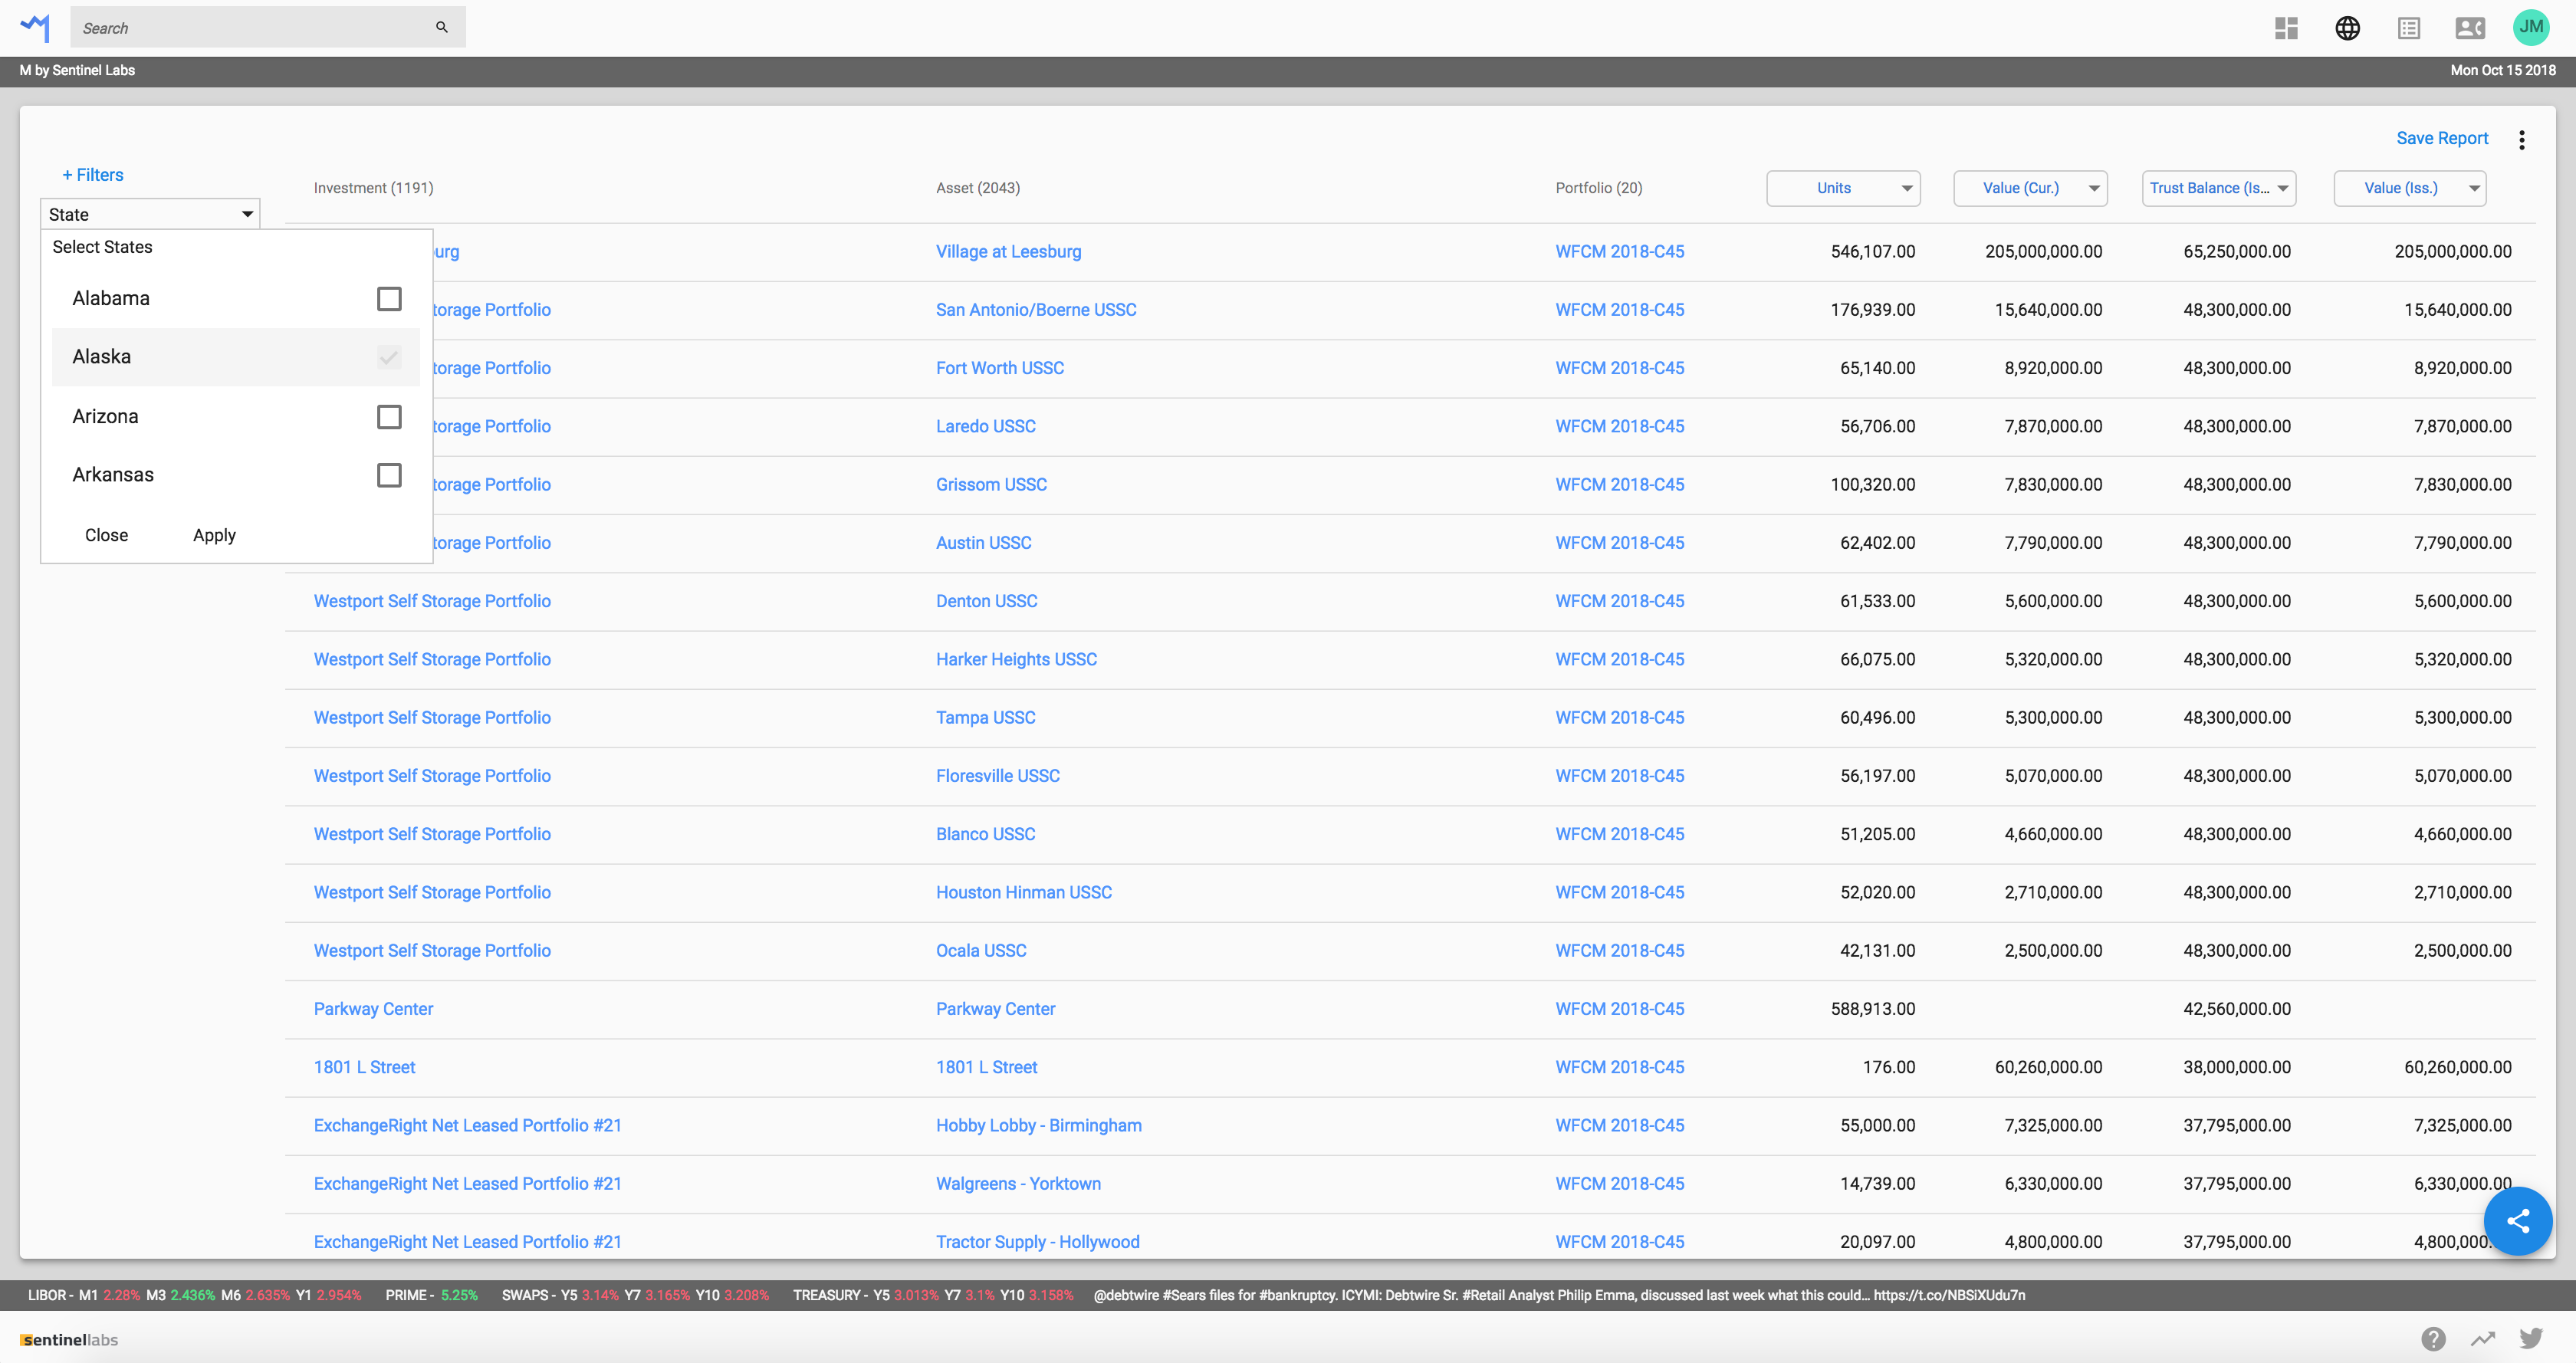 Search
JM
M by Sentinel Labs Mon Oct 15 2018
Save Report
+ Filters
State
Select States
Alabama
Alaska
Arizona
Arkansas
Close Apply
Investment (1191) Asset (2043) Portfolio (20) Units Value (Cur.) Trust Balance (Is... Value (Iss.)
urg Village at Leesburg WFCM 2018-C45 546,107.00 205,000,000.00 65,250,000.00 205,000,000.00
torage Portfolio San Antonio/Boerne USSC WFCM 2018-C45 176,939.00 15,640,000.00 48,300,000.00 15,640,000.00
torage Portfolio Fort Worth USSC WFCM 2018-C45 65,140.00 8,920,000.00 48,300,000.00 8,920,000.00
torage Portfolio Laredo USSC WFCM 2018-C45 56,706.00 7,870,000.00 48,300,000.00 7,870,000.00
torage Portfolio Grissom USSC WFCM 2018-C45 100,320.00 7,830,000.00 48,300,000.00 7,830,000.00
torage Portfolio Austin USSC WFCM 2018-C45 62,402.00 7,790,000.00 48,300,000.00 7,790,000.00
Westport Self Storage Portfolio Denton USSC WFCM 2018-C45 61,533.00 5,600,000.00 48,300,000.00 5,600,000.00
Westport Self Storage Portfolio Harker Heights USSC WFCM 2018-C45 66,075.00 5,320,000.00 48,300,000.00 5,320,000.00
Westport Self Storage Portfolio Tampa USSC WFCM 2018-C45 60,496.00 5,300,000.00 48,300,000.00 5,300,000.00
Westport Self Storage Portfolio Floresville USSC WFCM 2018-C45 56,197.00 5,070,000.00 48,300,000.00 5,070,000.00
Westport Self Storage Portfolio Blanco USSC WFCM 2018-C45 51,205.00 4,660,000.00 48,300,000.00 4,660,000.00
Westport Self Storage Portfolio Houston Hinman USSC WFCM 2018-C45 52,020.00 2,710,000.00 48,300,000.00 2,710,000.00
Westport Self Storage Portfolio Ocala USSC WFCM 2018-C45 42,131.00 2,500,000.00 48,300,000.00 2,500,000.00
Parkway Center Parkway Center WFCM 2018-C45 588,913.00 42,560,000.00
1801 L Street 1801 L Street WFCM 2018-C45 176.00 60,260,000.00 38,000,000.00 60,260,000.00
ExchangeRight Net Leased Portfolio #21 Hobby Lobby - Birmingham WFCM 2018-C45 55,000.00 7,325,000.00 37,795,000.00 7,325,000.00
ExchangeRight Net Leased Portfolio #21 Walgreens - Yorktown WFCM 2018-C45 14,739.00 6,330,000.00 37,795,000.00 6,330,000.00
ExchangeRight Net Leased Portfolio #21 Tractor Supply - Hollywood WFCM 2018-C45 20,097.00 4,800,000.00 37,795,000.00 4,800,000.
LIBOR - M1 2.28% M3 2.436% M6 2.635% Y1 2.954% PRIME - 5.25% SWAPS - Y5 3.14% Y7 3.165% Y10 3.208% TREASURY - Y5 3.013% Y7 3.1% Y10 3.158% @debtwire #Sears files for #bankruptcy. ICYMI: Debtwire Sr. #Retail Analyst Philip Emma, discussed last week what this could... https://t.co/NBSiXUdu7n
sentinellabs